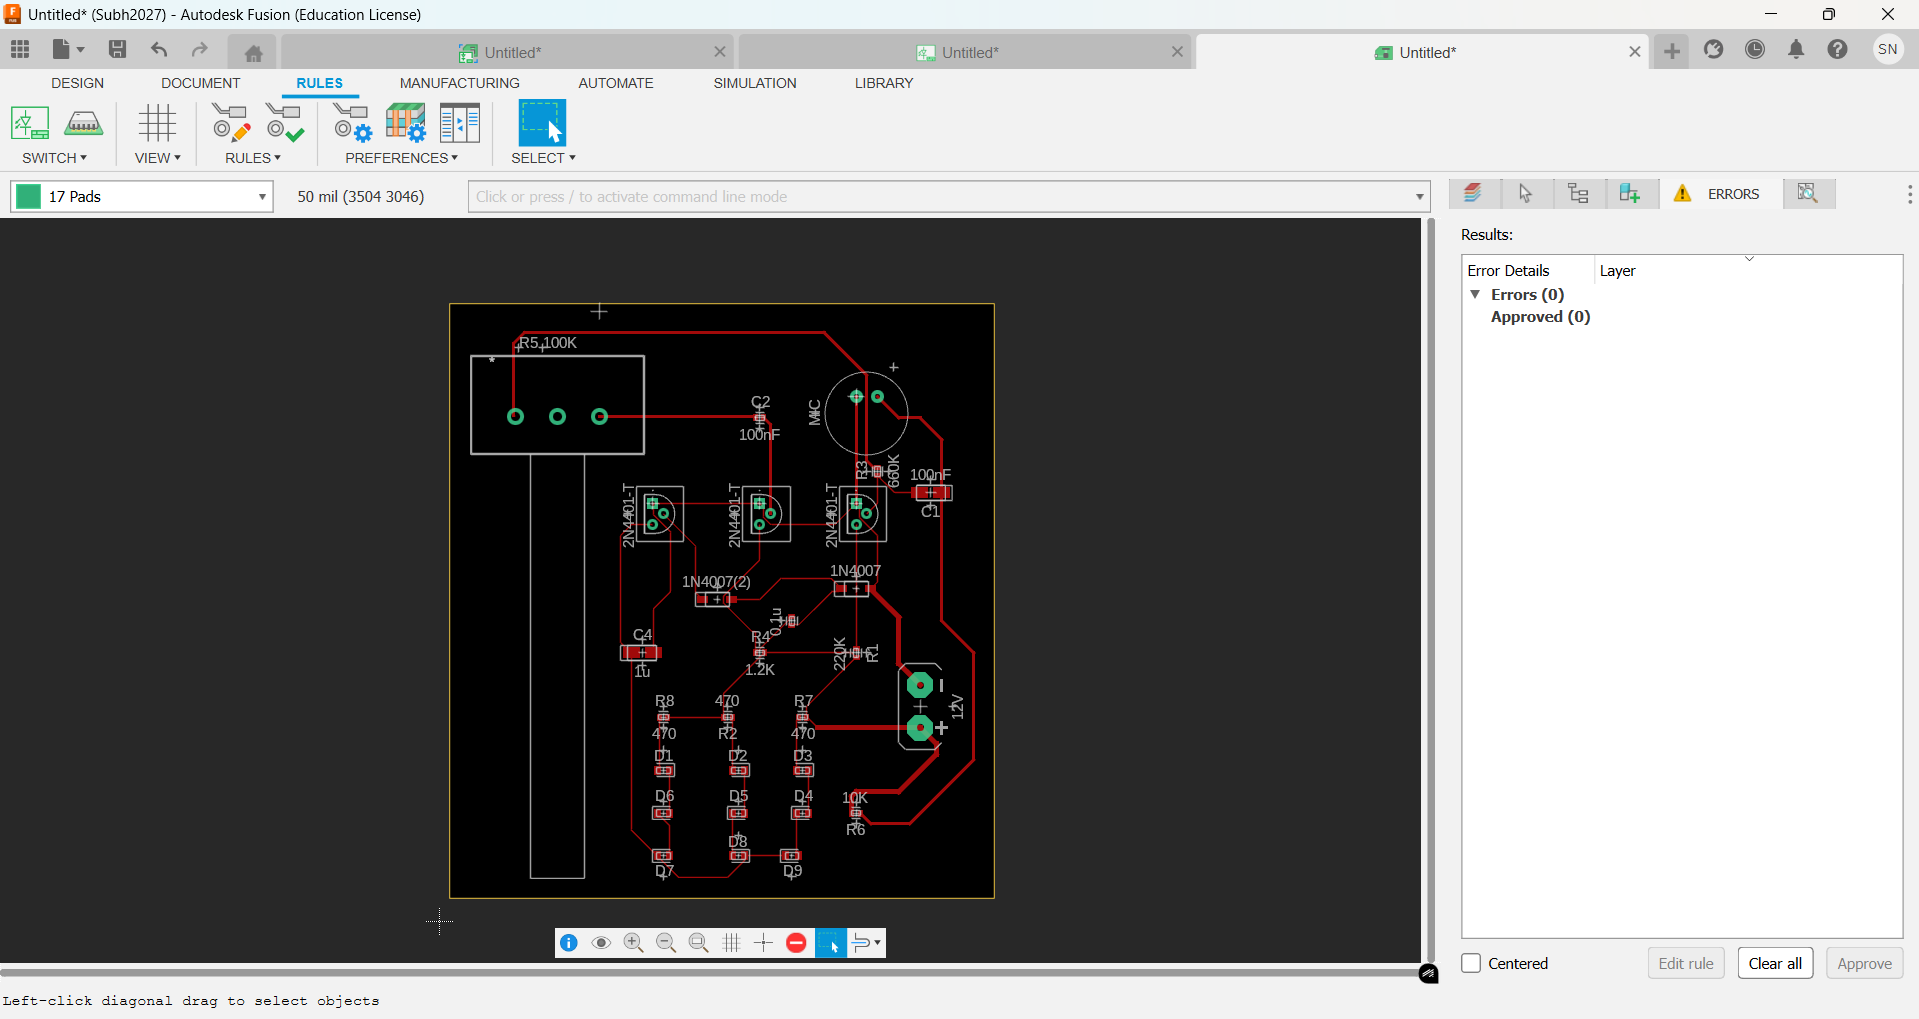 Untitled* (Subh2027) - Autodesk Fusion (Education License)
Untitled*
Untitled*
Untitled*
SN
DESIGN
DOCUMENT
RULES
MANUFACTURING
AUTOMATE
SIMULATION
LIBRARY
SWITCH
VIEW
RULES
PREFERENCES
SELECT
17 Pads
50 mil (3504 3046)
Click or press / to activate command line mode
ERRORS
Results:
Error Details
Layer
Errors (0)
Approved (0)
R5 100K
*
C2
100nF
MIC
R3
660K
100nF
C1
2N4401-T
2N4401-T
2N4401-T
1N4007(2)
1N4007
0.1u
C4
1u
R4
1.2K
220K
R1
12V
R8
470
470
R2
R7
470
D1
D2
D3
D6
D5
D4
10K
R6
D8
D7
D9
Centered
Edit rule
Clear all
Approve
Left-click diagonal drag to select objects